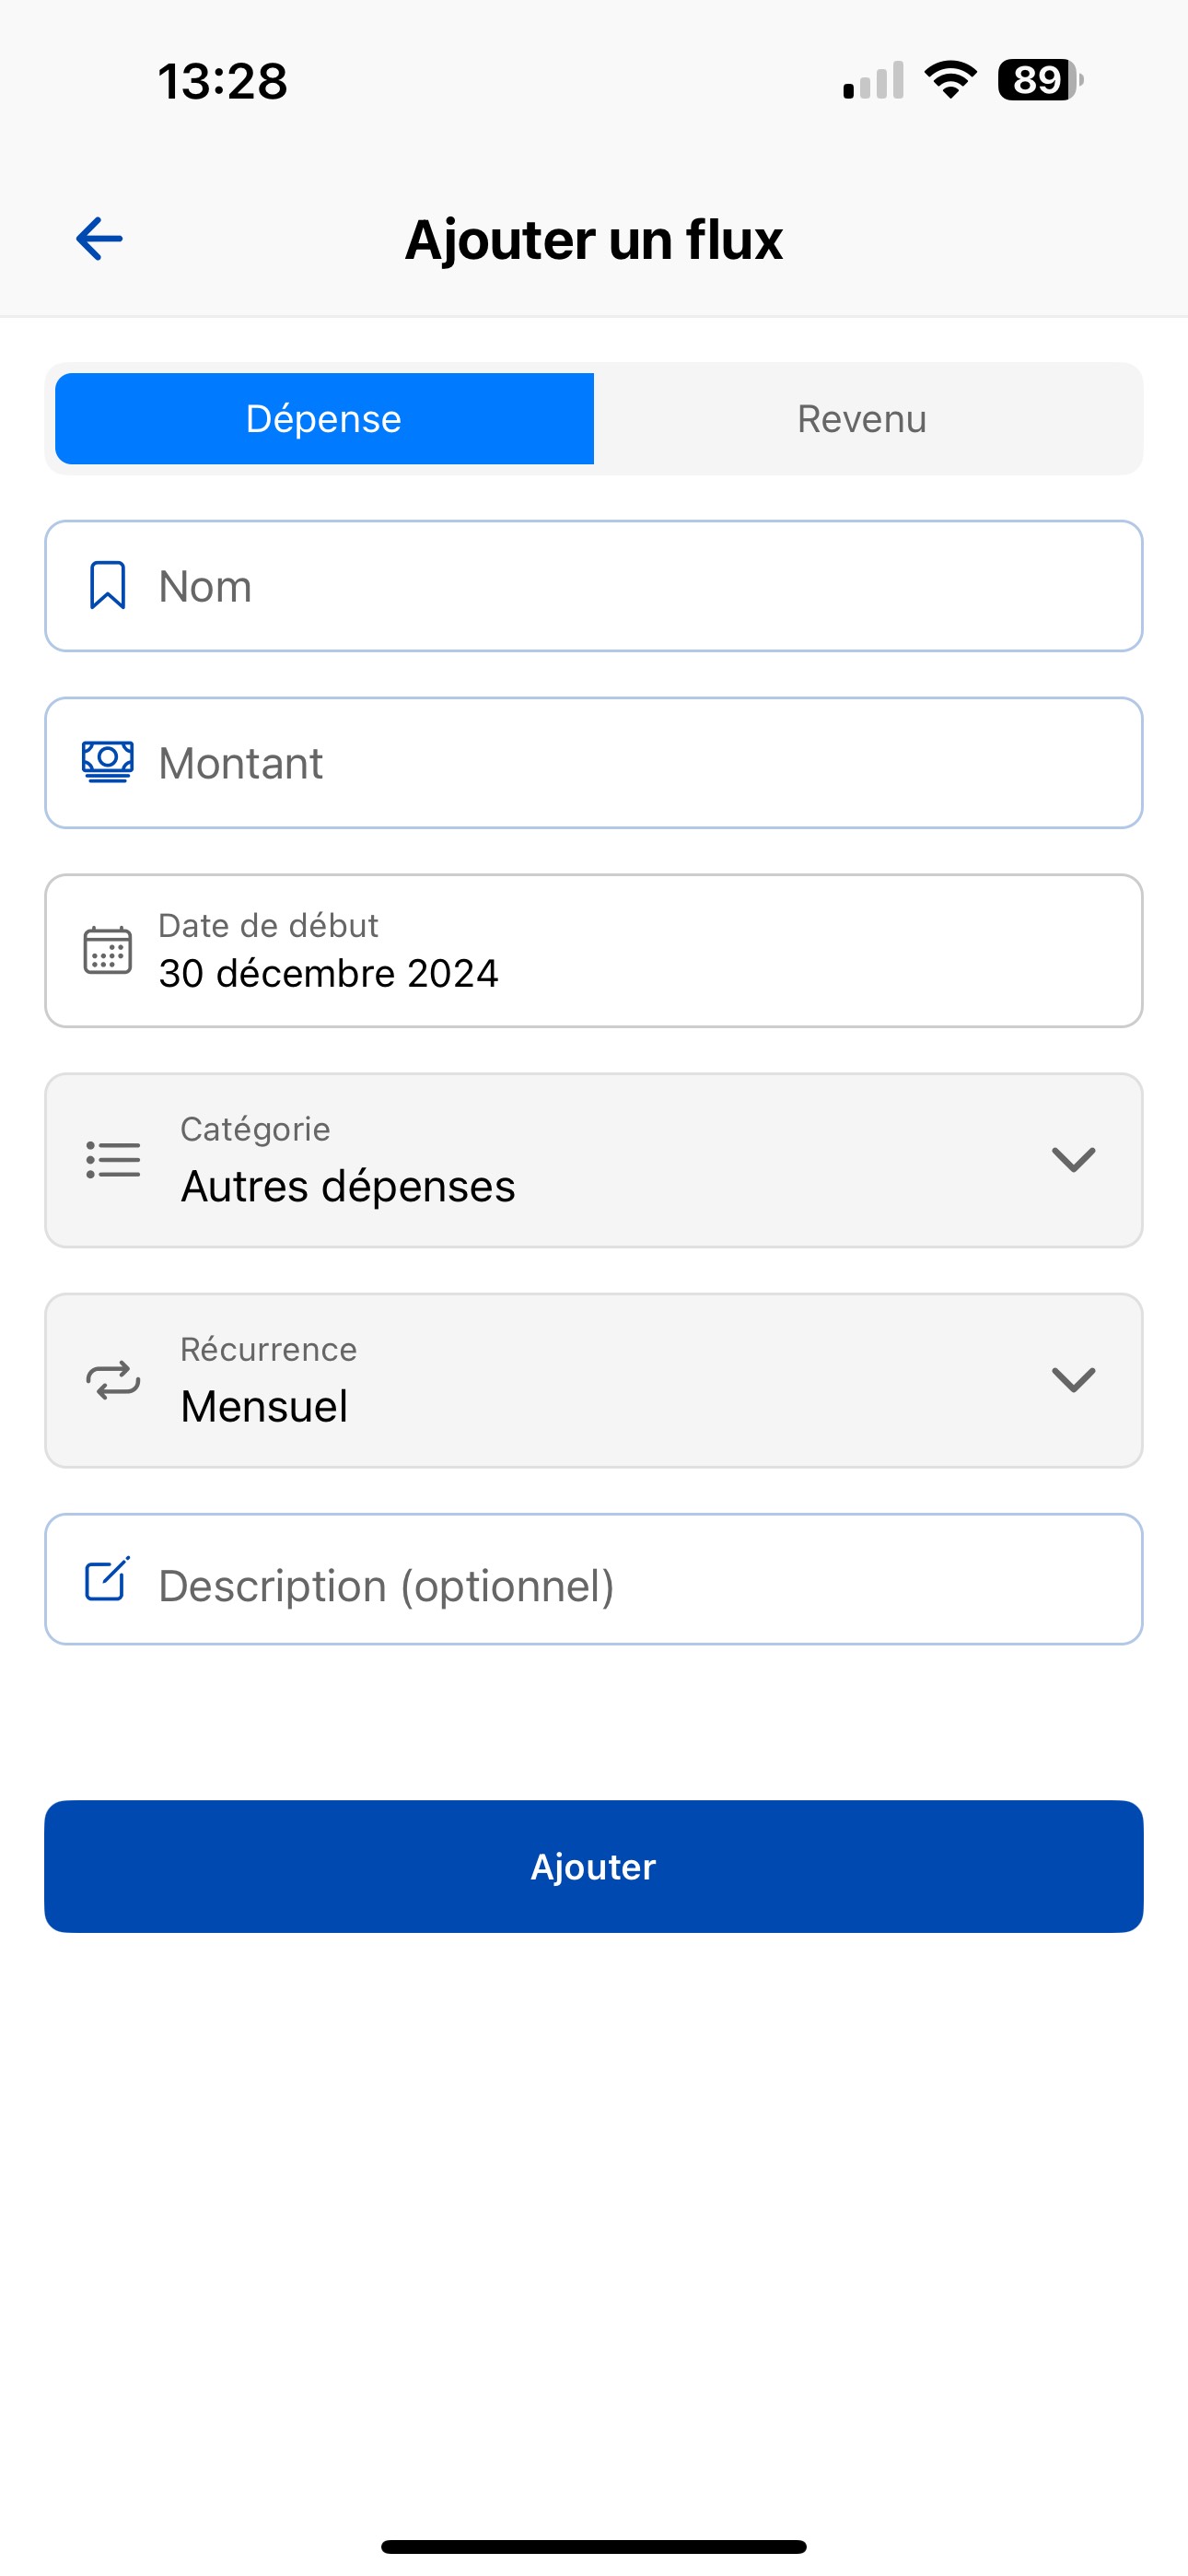 13:28
89
Ajouter un flux
Dépense
Revenu
Nom
Montant
Date de début
30 décembre 2024
Catégorie
Autres dépenses
Récurrence
Mensuel
Description (optionnel)
Ajouter